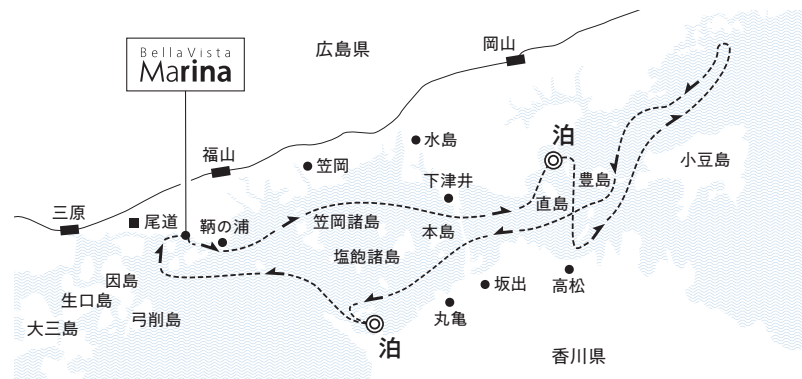 BellaVista
Marina
広島県
岡山
水島
泊
福山
笠岡
下津井
豊島
小豆島
三原
尾道
鞆の浦
笠岡諸島
直島
本島
塩飽諸島
因島
坂出
高松
生口島
大三島
弓削島
丸亀
泊
香川県